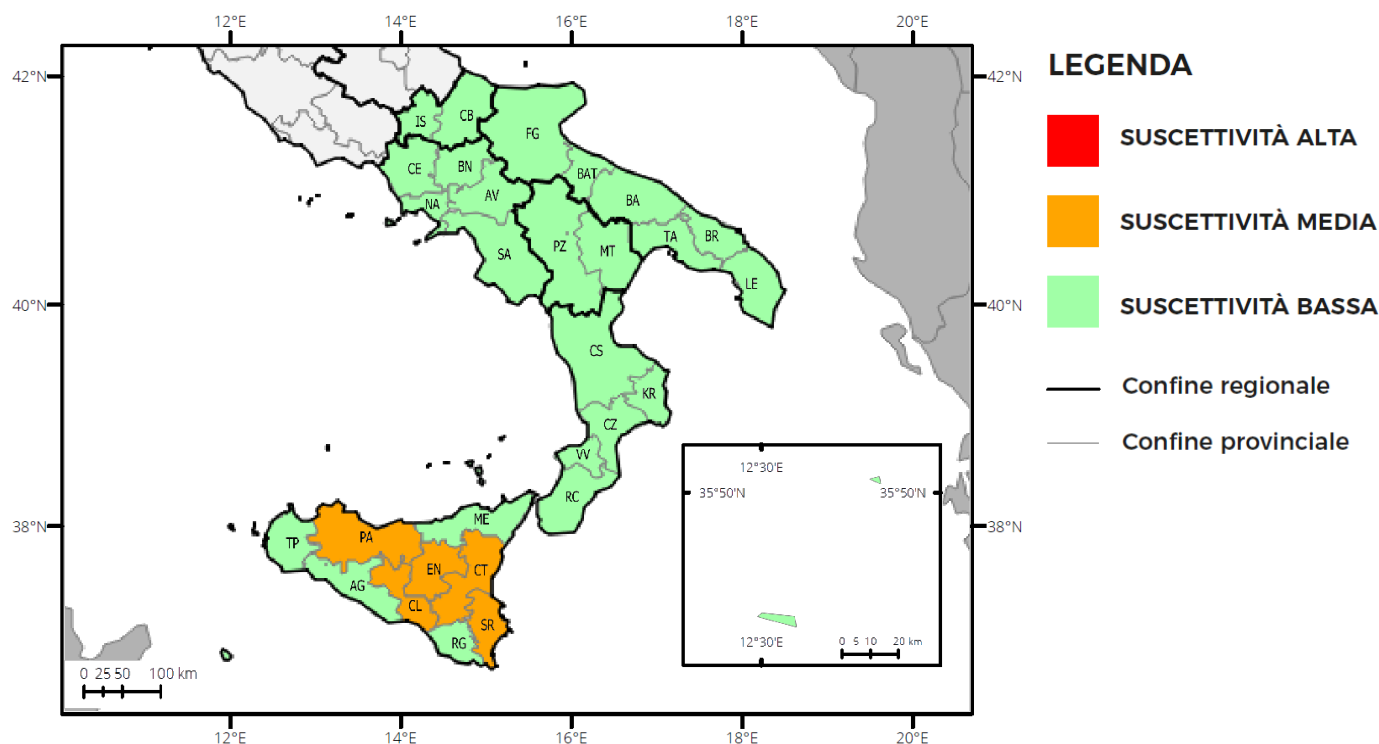 12°E 14°E 16°E 18°E 20°E
42°N 42°N
40°N 40°N
38°N 38°N
IS CB FG
CE BN BAT
NA AV BA
SA PZ MT TA BR
LE
CS
KR
CZ
VV
RC
ME
TP PA
AG EN CT
CL SR
RG
0 25 50 100 km
12°30'E
35°50'N 35°50'N
12°30'E
0 5 10 20 km
12°E 14°E 16°E 18°E 20°E
LEGENDA
SUSCETTIVITÀ ALTA
SUSCETTIVITÀ MEDIA
SUSCETTIVITÀ BASSA
Confine regionale
Confine provinciale